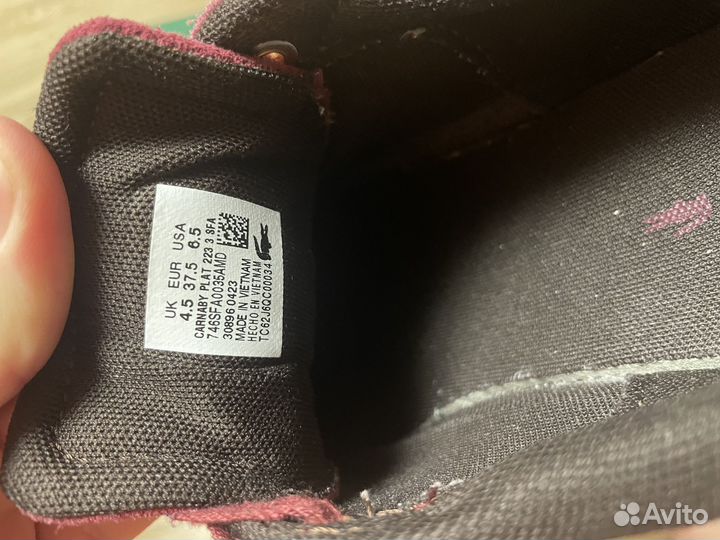 UK EUR USA
4.5 37.5 6.5
CARNABY PLAT 223 3 SFA
746SFA0035AMD
30896 0423
MADE IN VIETNAM
HECHO EN VIETNAM
TC62J6QC00034
Avito